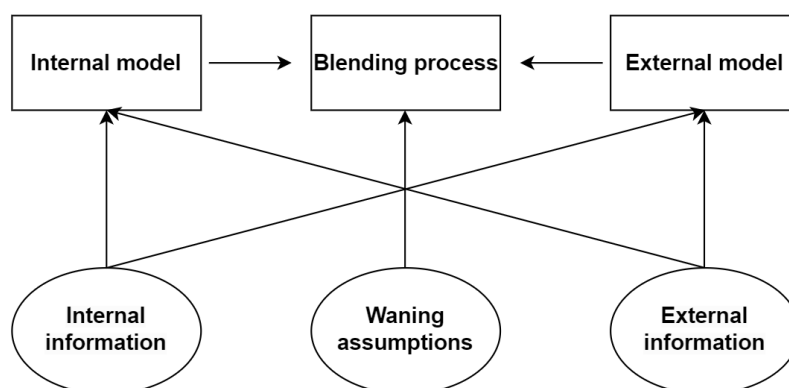 Internal model
Blending process
External model
Internal
information
Waning
assumptions
External
information